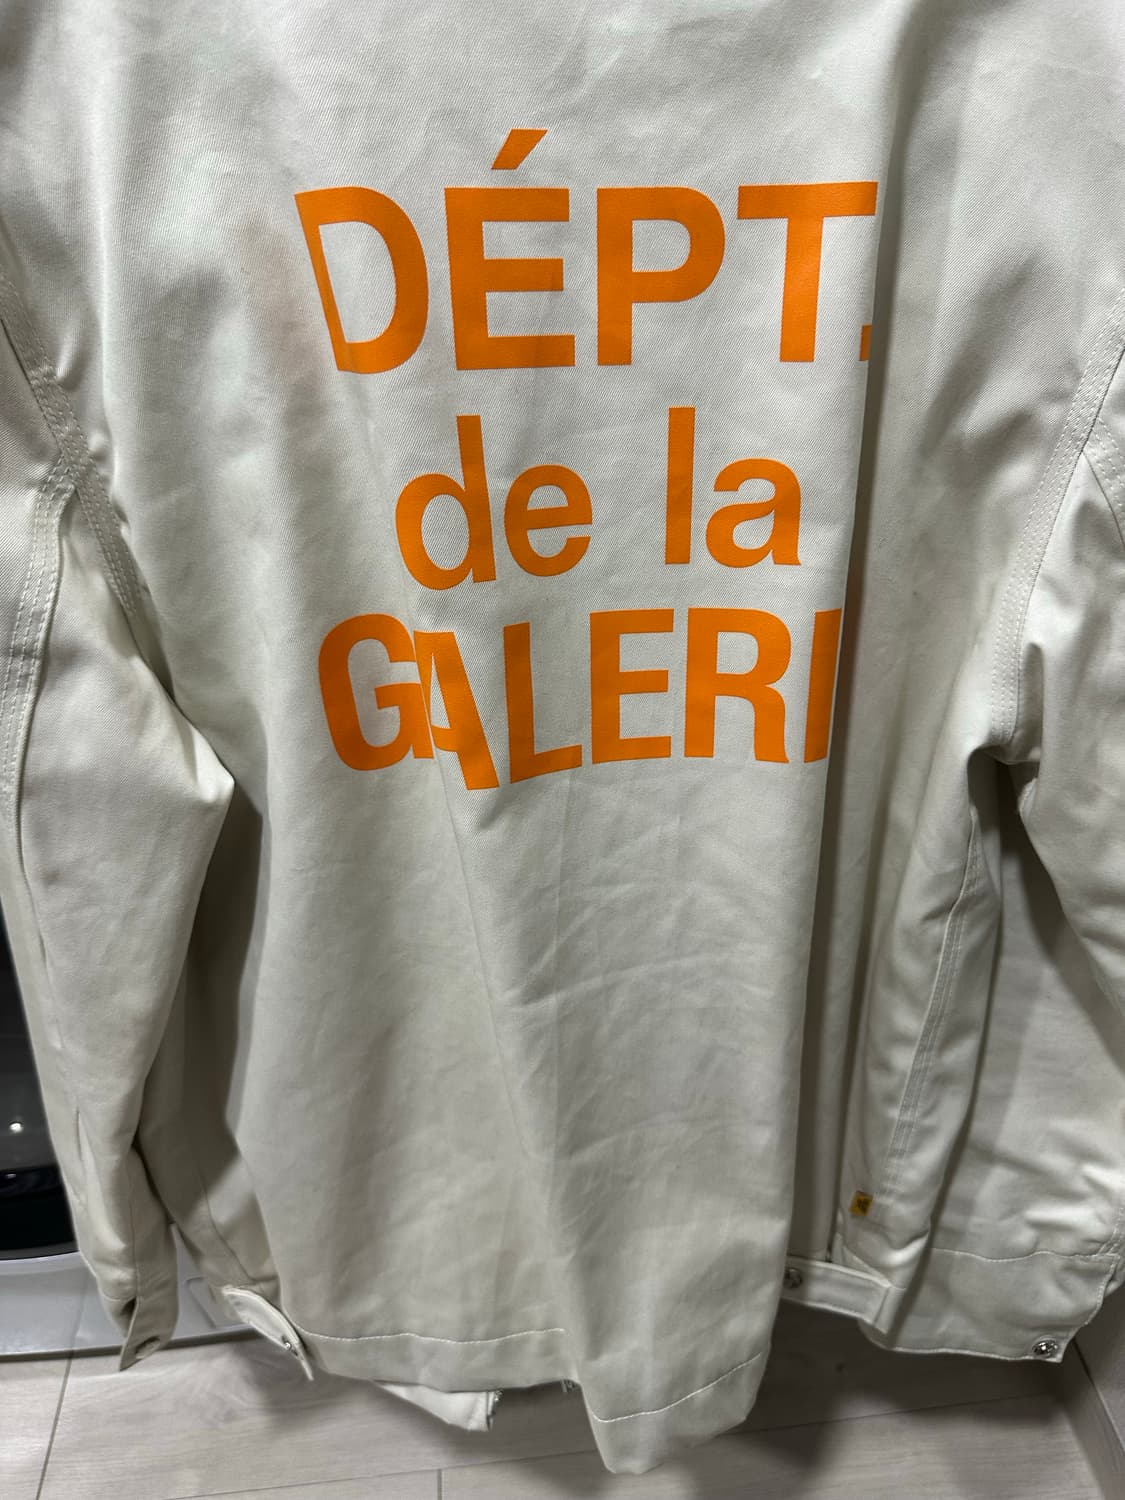 DÉPT.
de la
GALERI